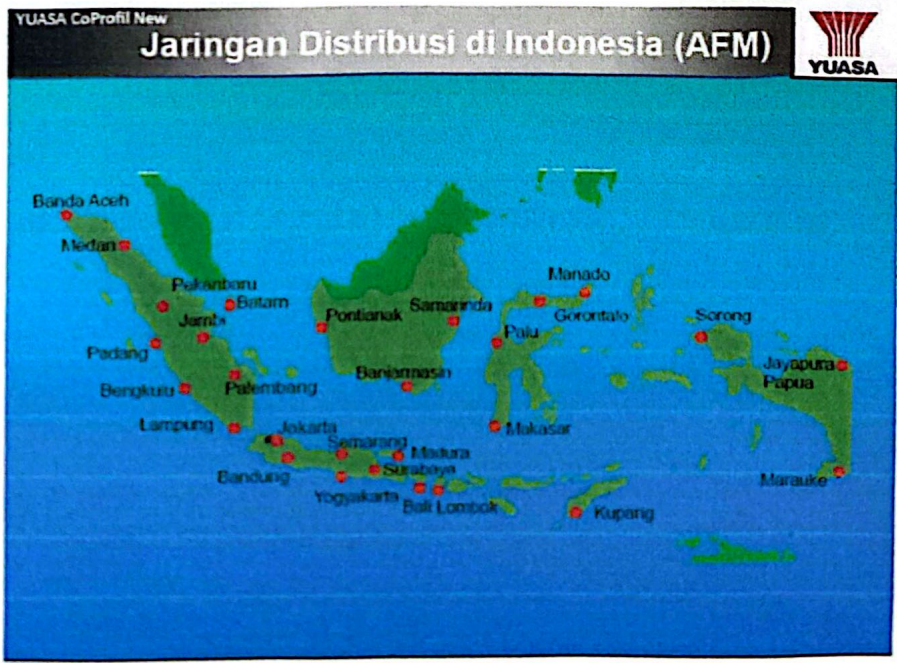 YUASA CoProfil New
Jaringan Distribusi di Indonesia (AFM)
YUASA
Banda Aceh
Medan
Pekanbaru
Batam
Jambi
Padang
Bengkulu
Palembang
Lampung
Jakarta
Bandung
Semarang
Madura
Surabaya
Yogyakarta
Bali Lombok
Kupang
Pontianak
Samarinda
Banjarmasin
Manado
Gorontalo
Palu
Makasar
Sorong
Jayapura
Papua
Marauke